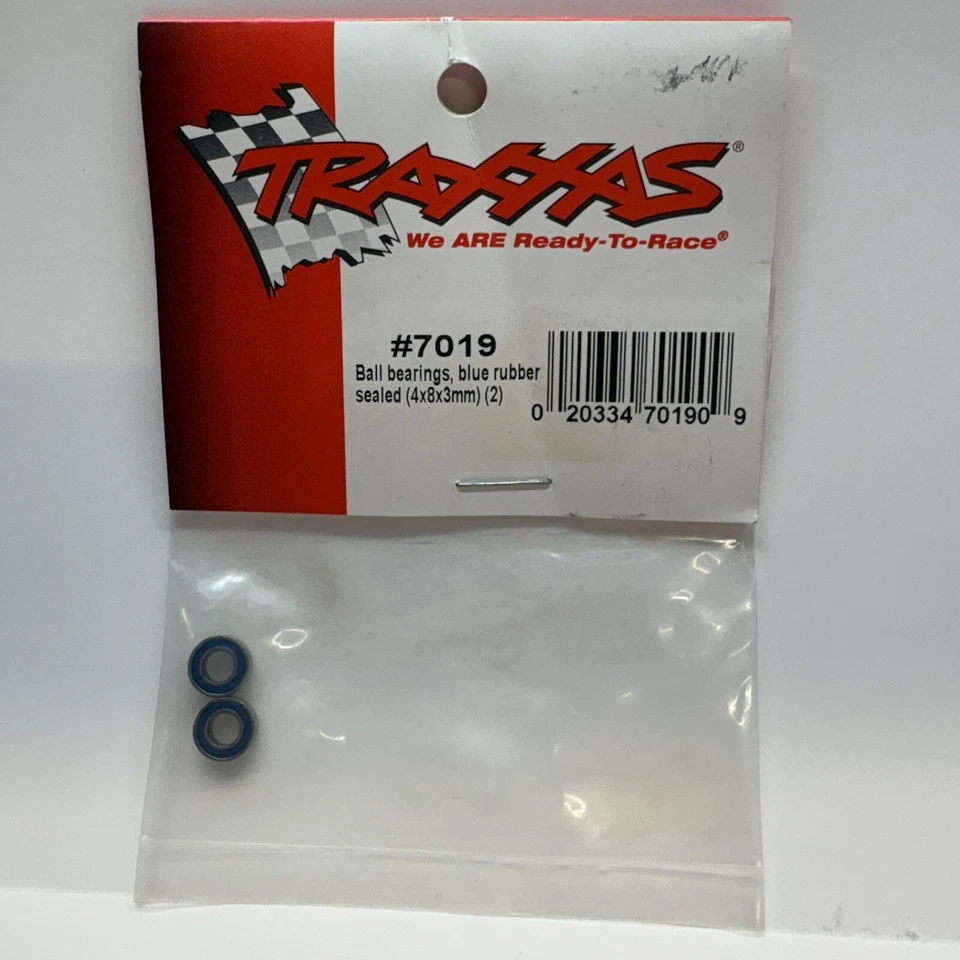 TRAXXAS®
We ARE Ready-To-Race®
#7019
Ball bearings, blue rubber
sealed (4x8x3mm) (2)
0 20334 70190 9